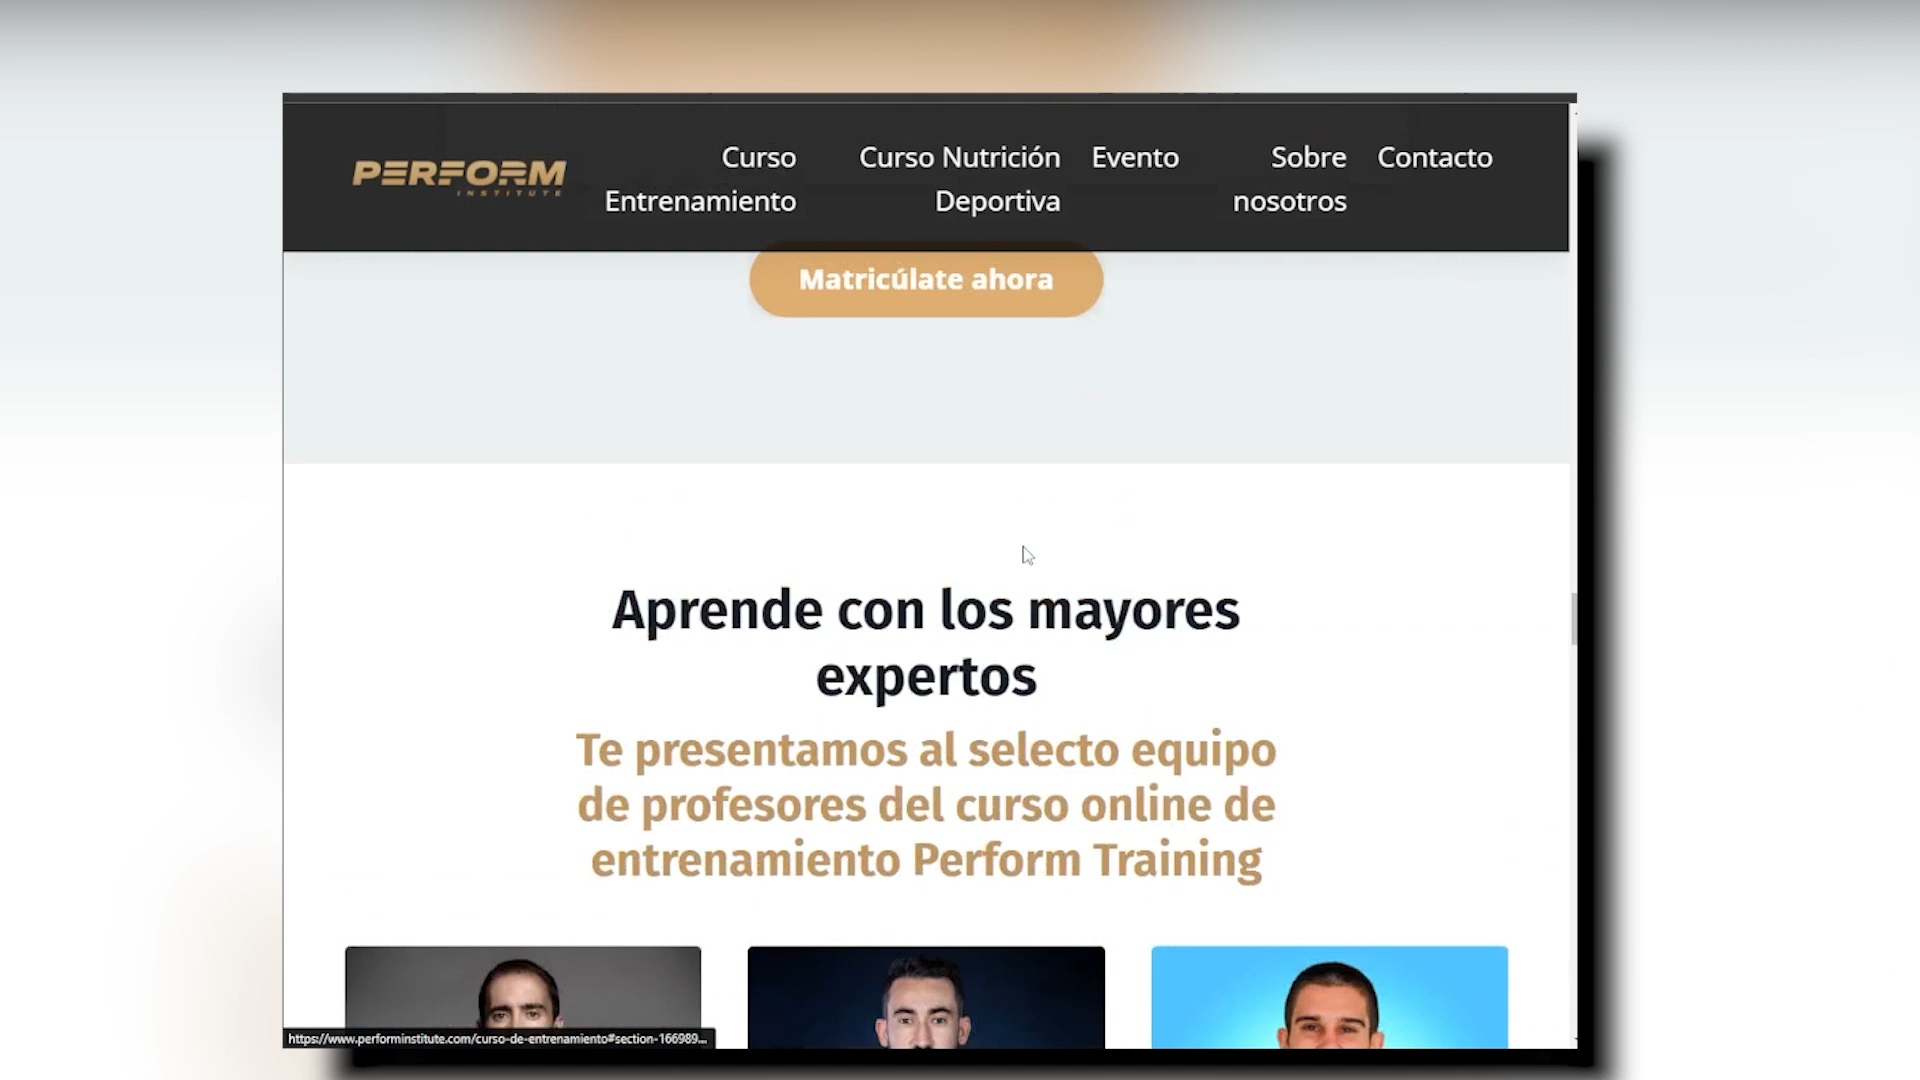 PERFORM
INSTITUTE
Curso
Entrenamiento
Curso Nutrición
Deportiva
Evento
Sobre
nosotros
Contacto
Matricúlate ahora
Aprende con los mayores
expertos
Te presentamos al selecto equipo
de profesores del curso online de
entrenamiento Perform Training
https://www.performinstitute.com/curso-de-entrenamiento#section-166989...